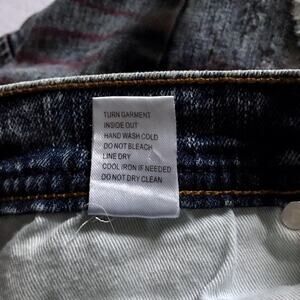 TURN GARMENT
INSIDE OUT
HAND WASH COLD
DO NOT BLEACH
LINE DRY
COOL IRON IF NEEDED
DO NOT DRY CLEAN